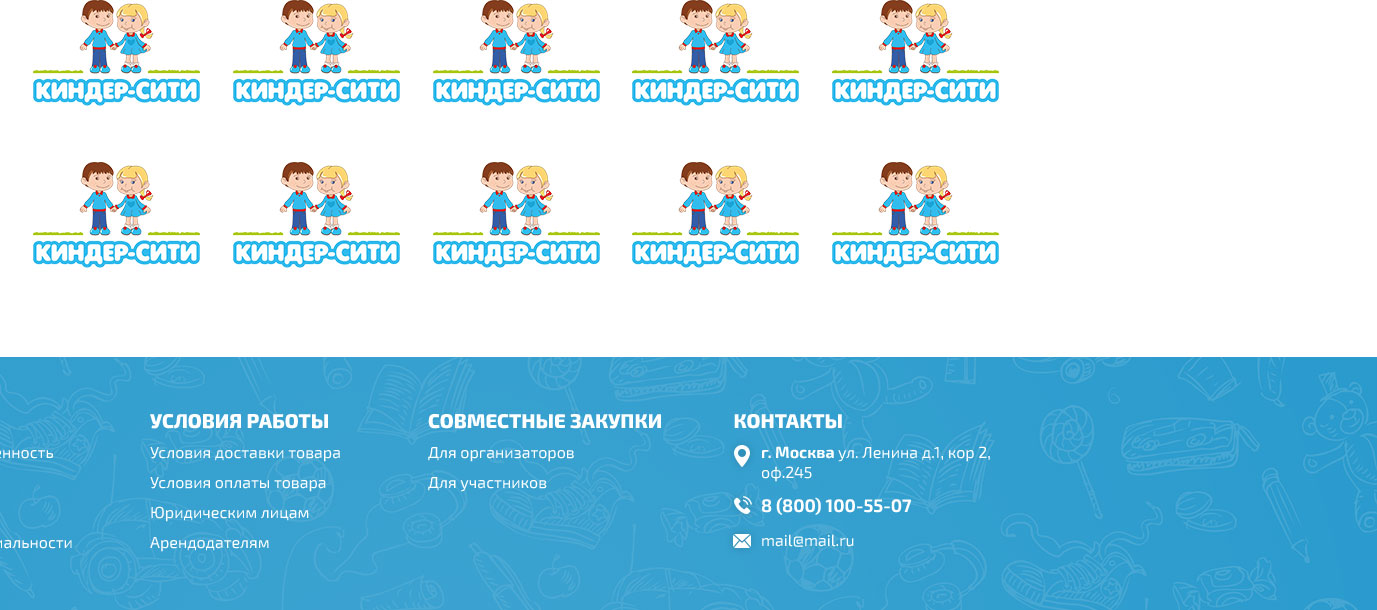 КИНДЕР-СИТИ КИНДЕР-СИТИ КИНДЕР-СИТИ КИНДЕР-СИТИ КИНДЕР-СИТИ
КИНДЕР-СИТИ КИНДЕР-СИТИ КИНДЕР-СИТИ КИНДЕР-СИТИ КИНДЕР-СИТИ
УСЛОВИЯ РАБОТЫ
Условия доставки товара
Условия оплаты товара
Юридическим лицам
Арендодателям
СОВМЕСТНЫЕ ЗАКУПКИ
Для организаторов
Для участников
КОНТАКТЫ
г. Москва ул. Ленина д.1, кор 2,
оф.245
8 (800) 100-55-07
mail@mail.ru